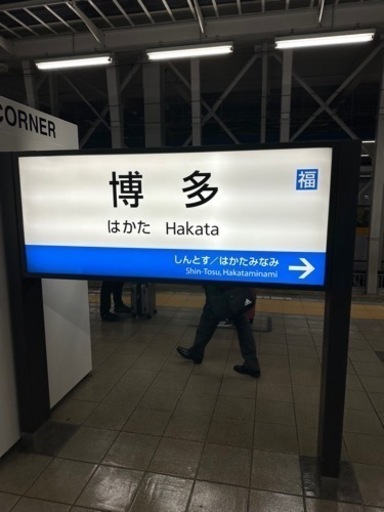 CORNER
博多
福
はかた Hakata
しんとす／はかたみなみ
Shin-Tosu, Hakataminami